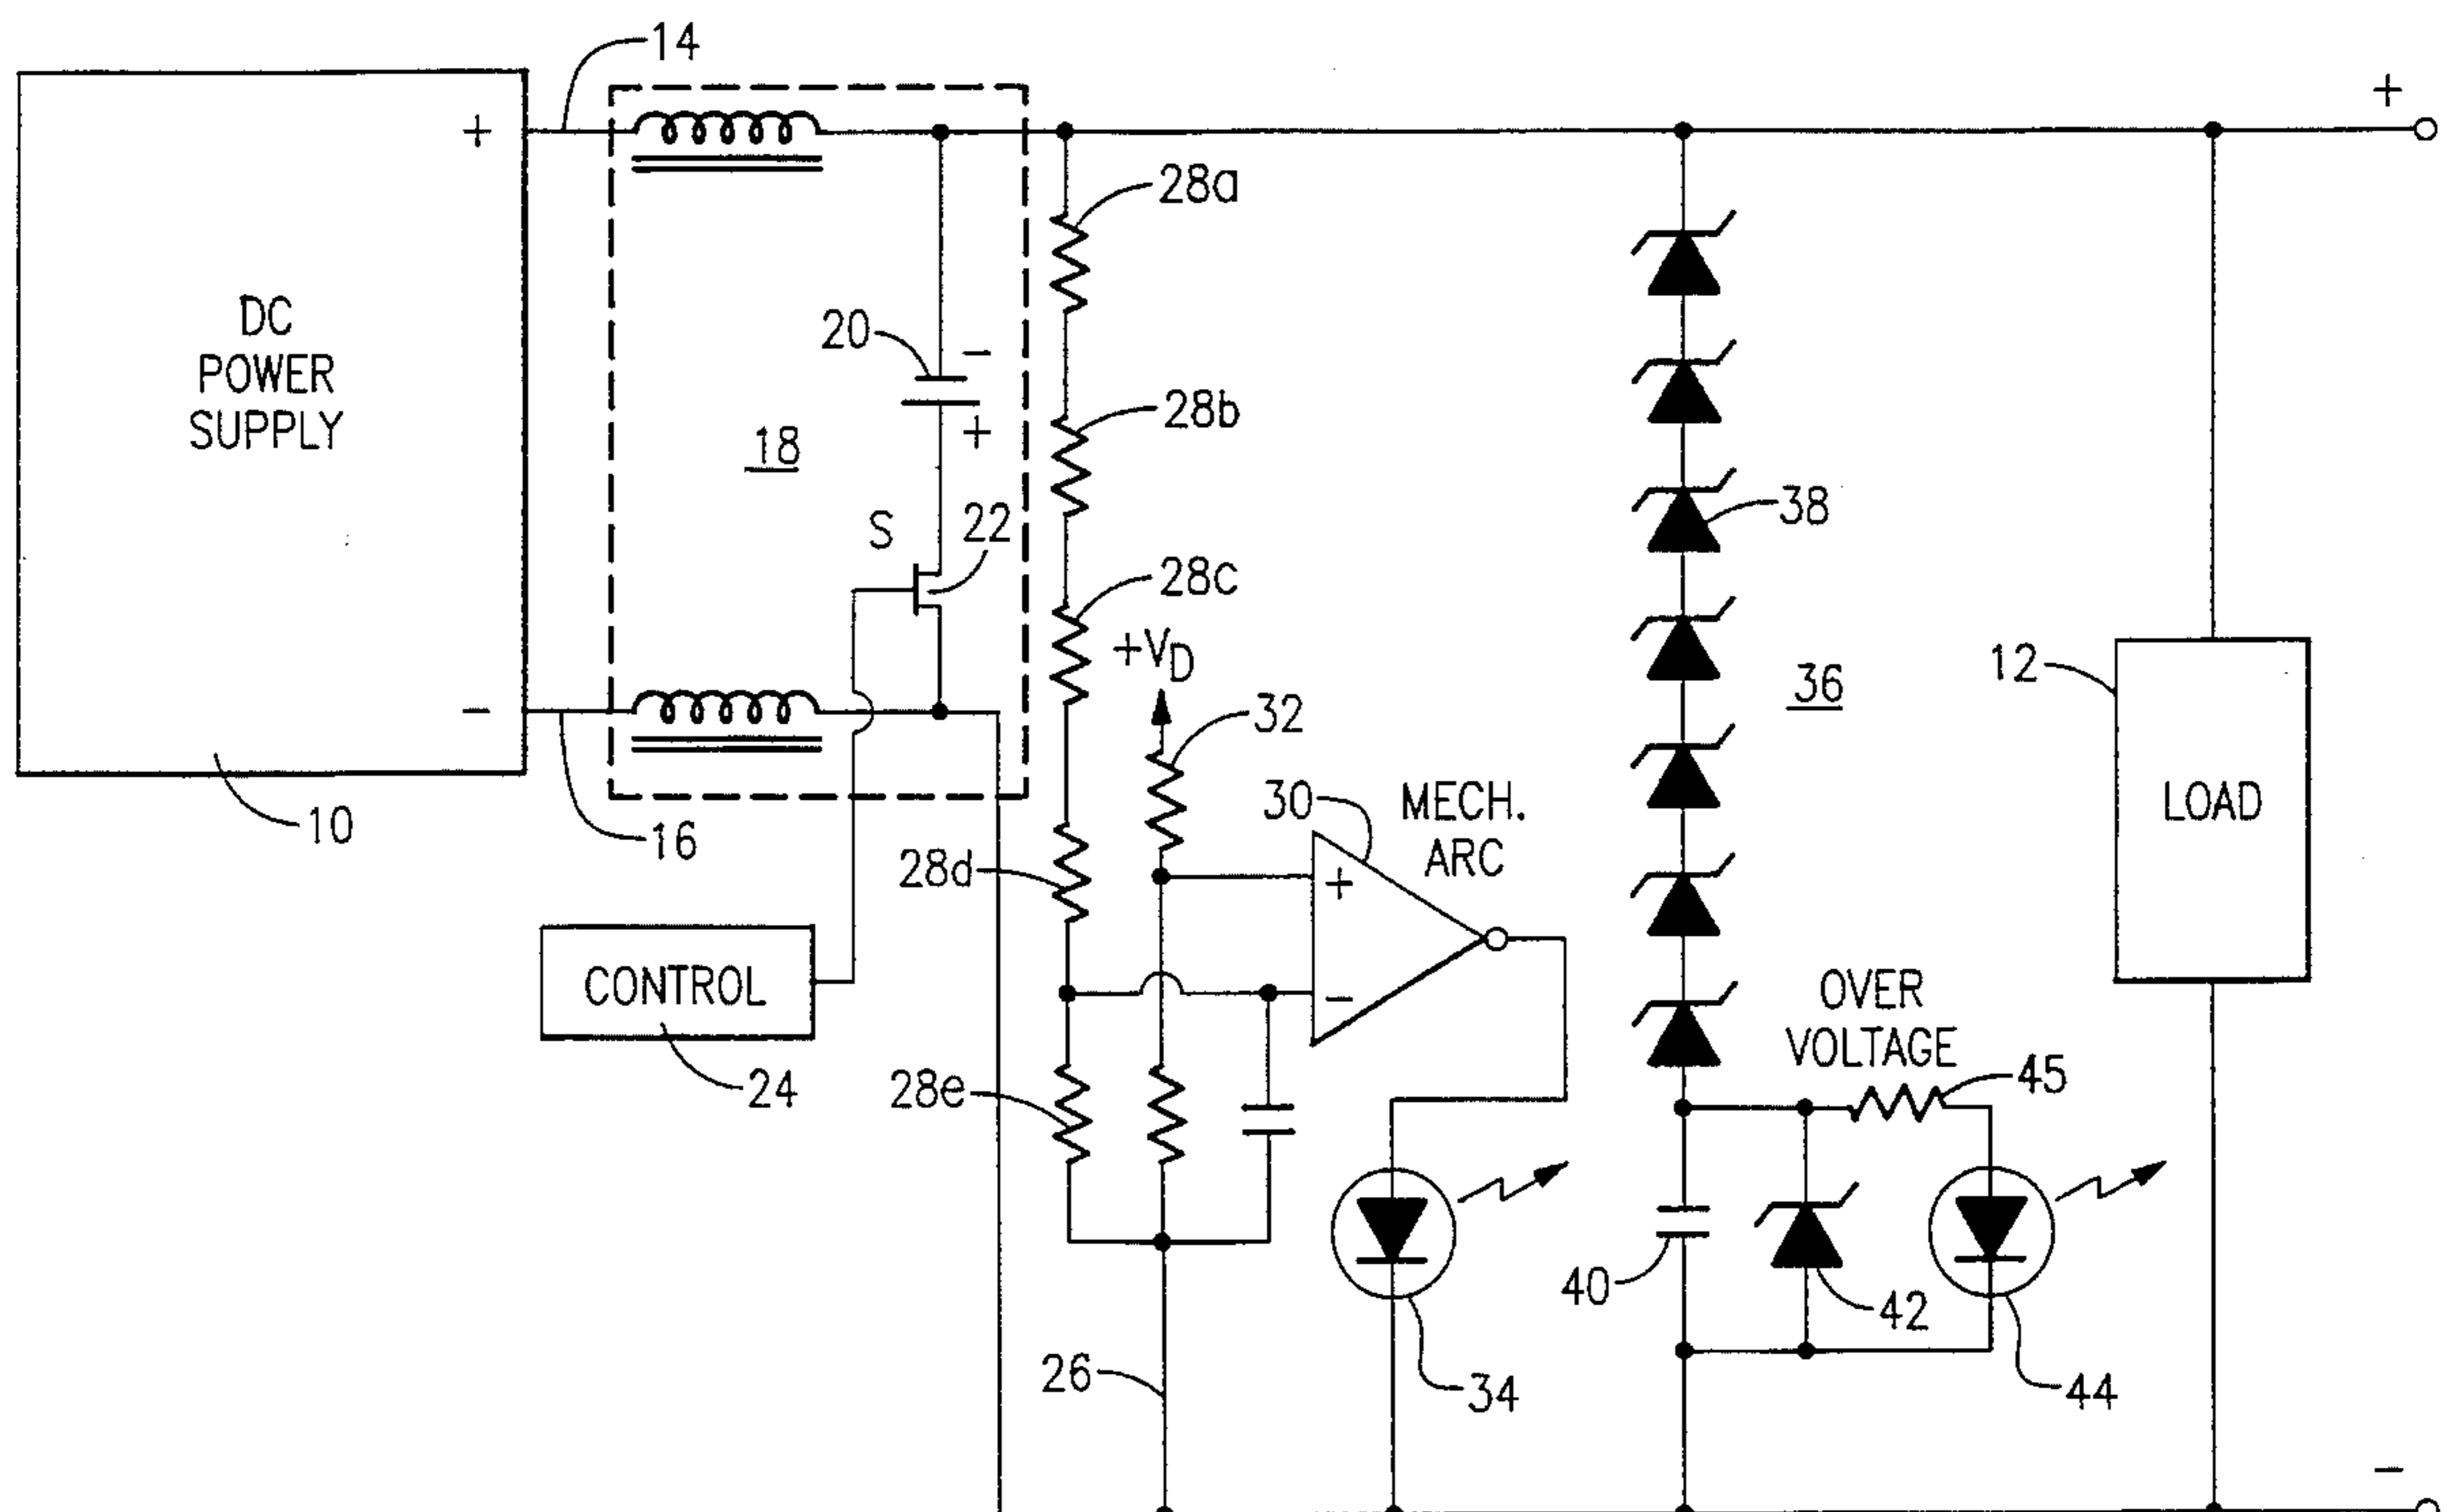 14
+
+
28a
DC
POWER
SUPPLY
20
-
28b
+
18
38
S
22
28c
+VD
12
36
-
32
30
MECH.
ARC
LOAD
10
16
28d
+
CONTROL
-
OVER
VOLTAGE
45
24
28e
40
42
26
34
44
-